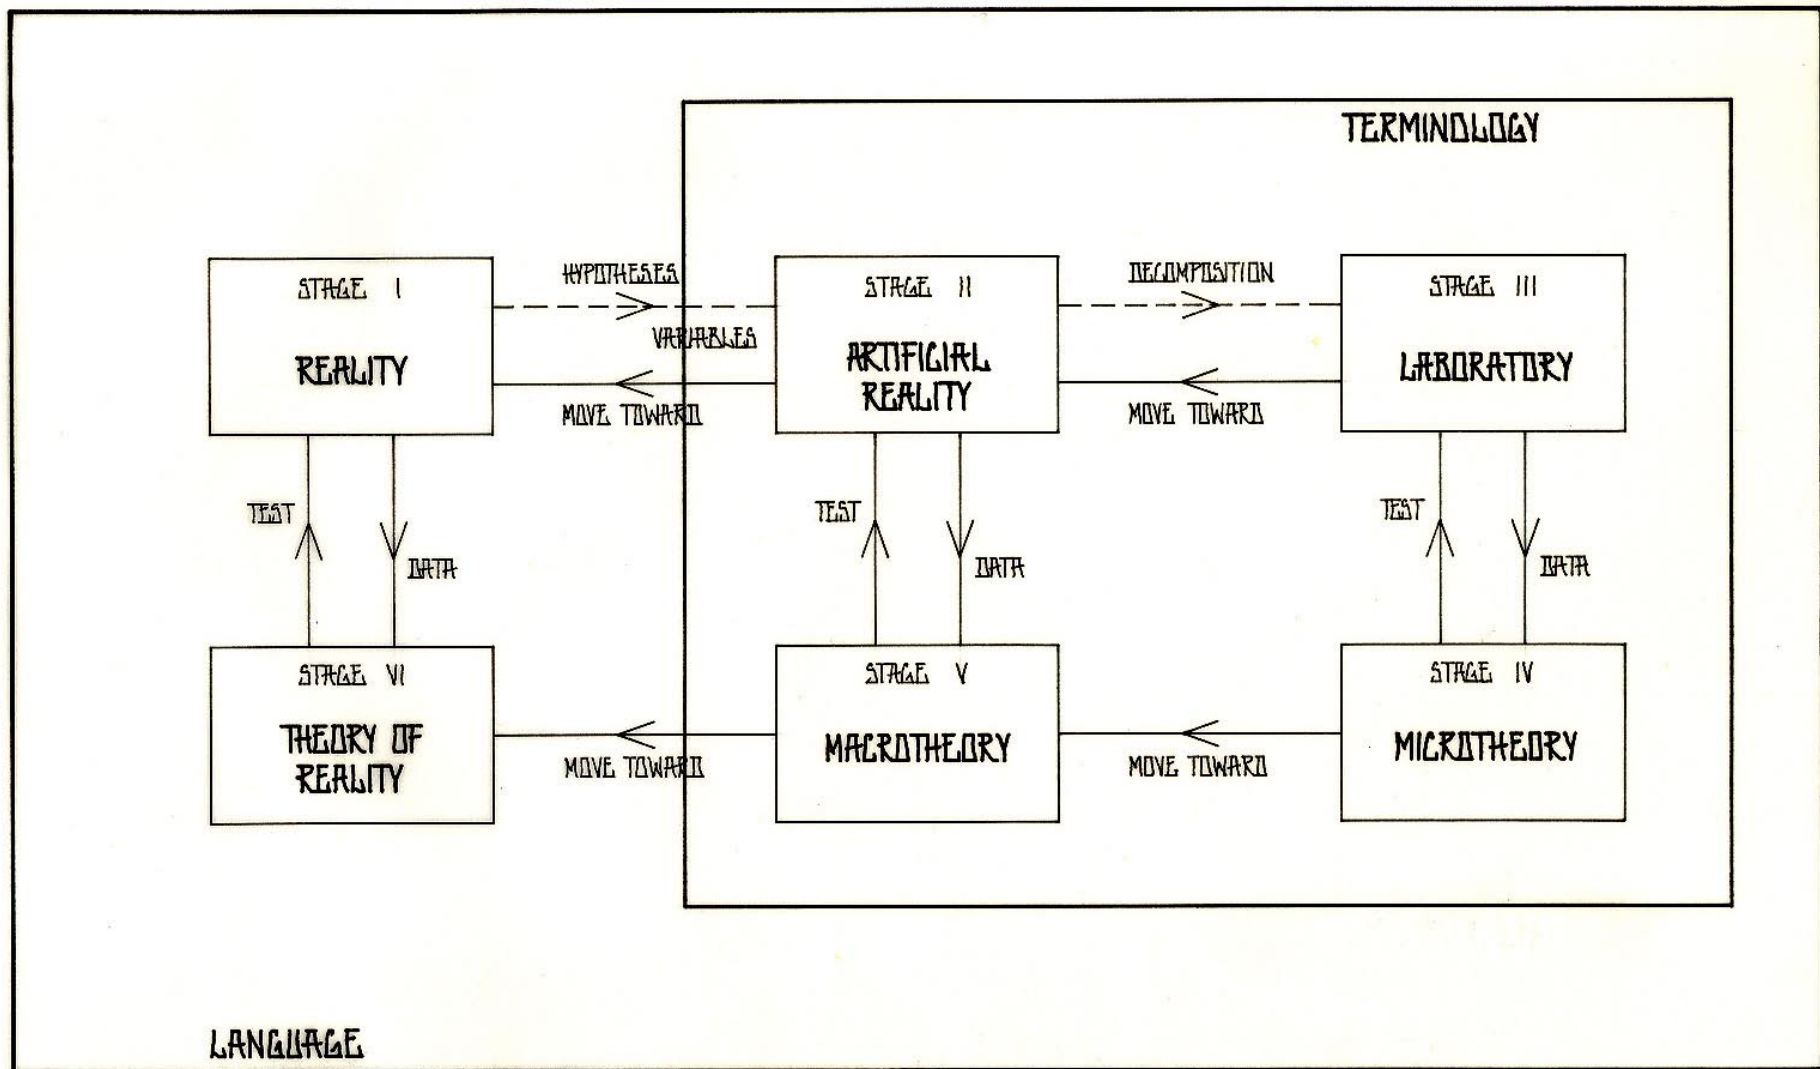 TERMINOLOGY
STAGE I
REALITY
HYPOTHESES
VARIABLES
MOVE TOWARD
STAGE II
ARTIFICIAL
REALITY
DECOMPOSITION
MOVE TOWARD
STAGE III
LABORATORY
TEST
DATA
TEST
DATA
TEST
DATA
STAGE VI
THEORY OF
REALITY
MOVE TOWARD
STAGE V
MACROTHEORY
MOVE TOWARD
STAGE IV
MICROTHEORY
LANGUAGE